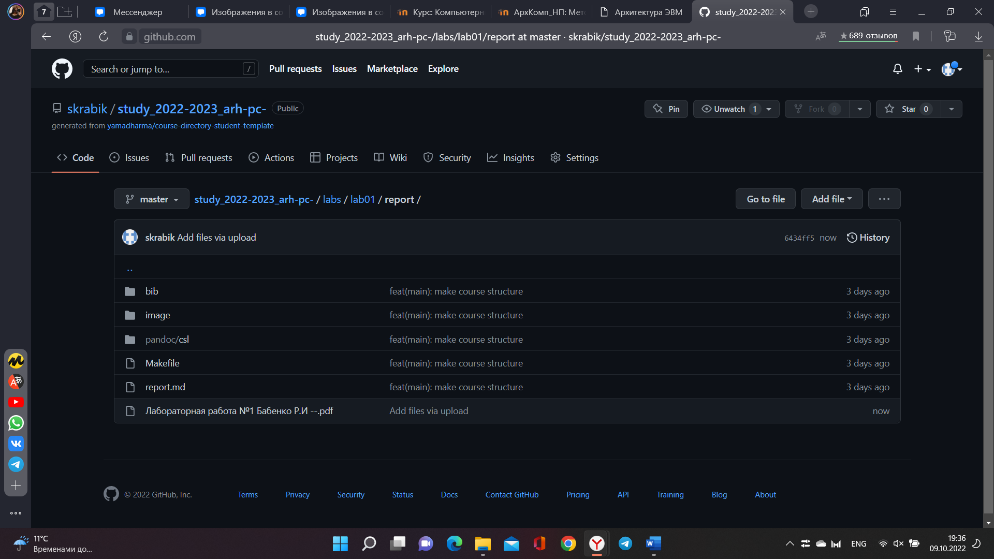 7
Мессенджер
Изображения в со
Изображения в со
Курс: Компьютерн
АрхКомп_НП: Мет
Архитектура ЭВМ
study_2022-202
github.com
study_2022-2023_arh-pc-/labs/lab01/report at master · skrabik/study_2022-2023_arh-pc-
★689 отзывов
Search or jump to...
/
Pull requests
Issues
Marketplace
Explore
skrabik / study_2022-2023_arh-pc-
Public
Pin
Unwatch 1
Fork 0
Star 0
generated from yamadharma/course-directory-student-template
Code
Issues
Pull requests
Actions
Projects
Wiki
Security
Insights
Settings
master
study_2022-2023_arh-pc- / labs / lab01 / report /
Go to file
Add file
skrabik Add files via upload
6434ff5 now
History
..
bib feat(main): make course structure 3 days ago
image feat(main): make course structure 3 days ago
pandoc/csl feat(main): make course structure 3 days ago
Makefile feat(main): make course structure 3 days ago
report.md feat(main): make course structure 3 days ago
Лабораторная работа №1 Бабенко Р.И --.pdf Add files via upload now
© 2022 GitHub, Inc.
Terms
Privacy
Security
Status
Docs
Contact GitHub
Pricing
API
Training
Blog
About
11°C
Временами до...
ENG
19:36
09.10.2022